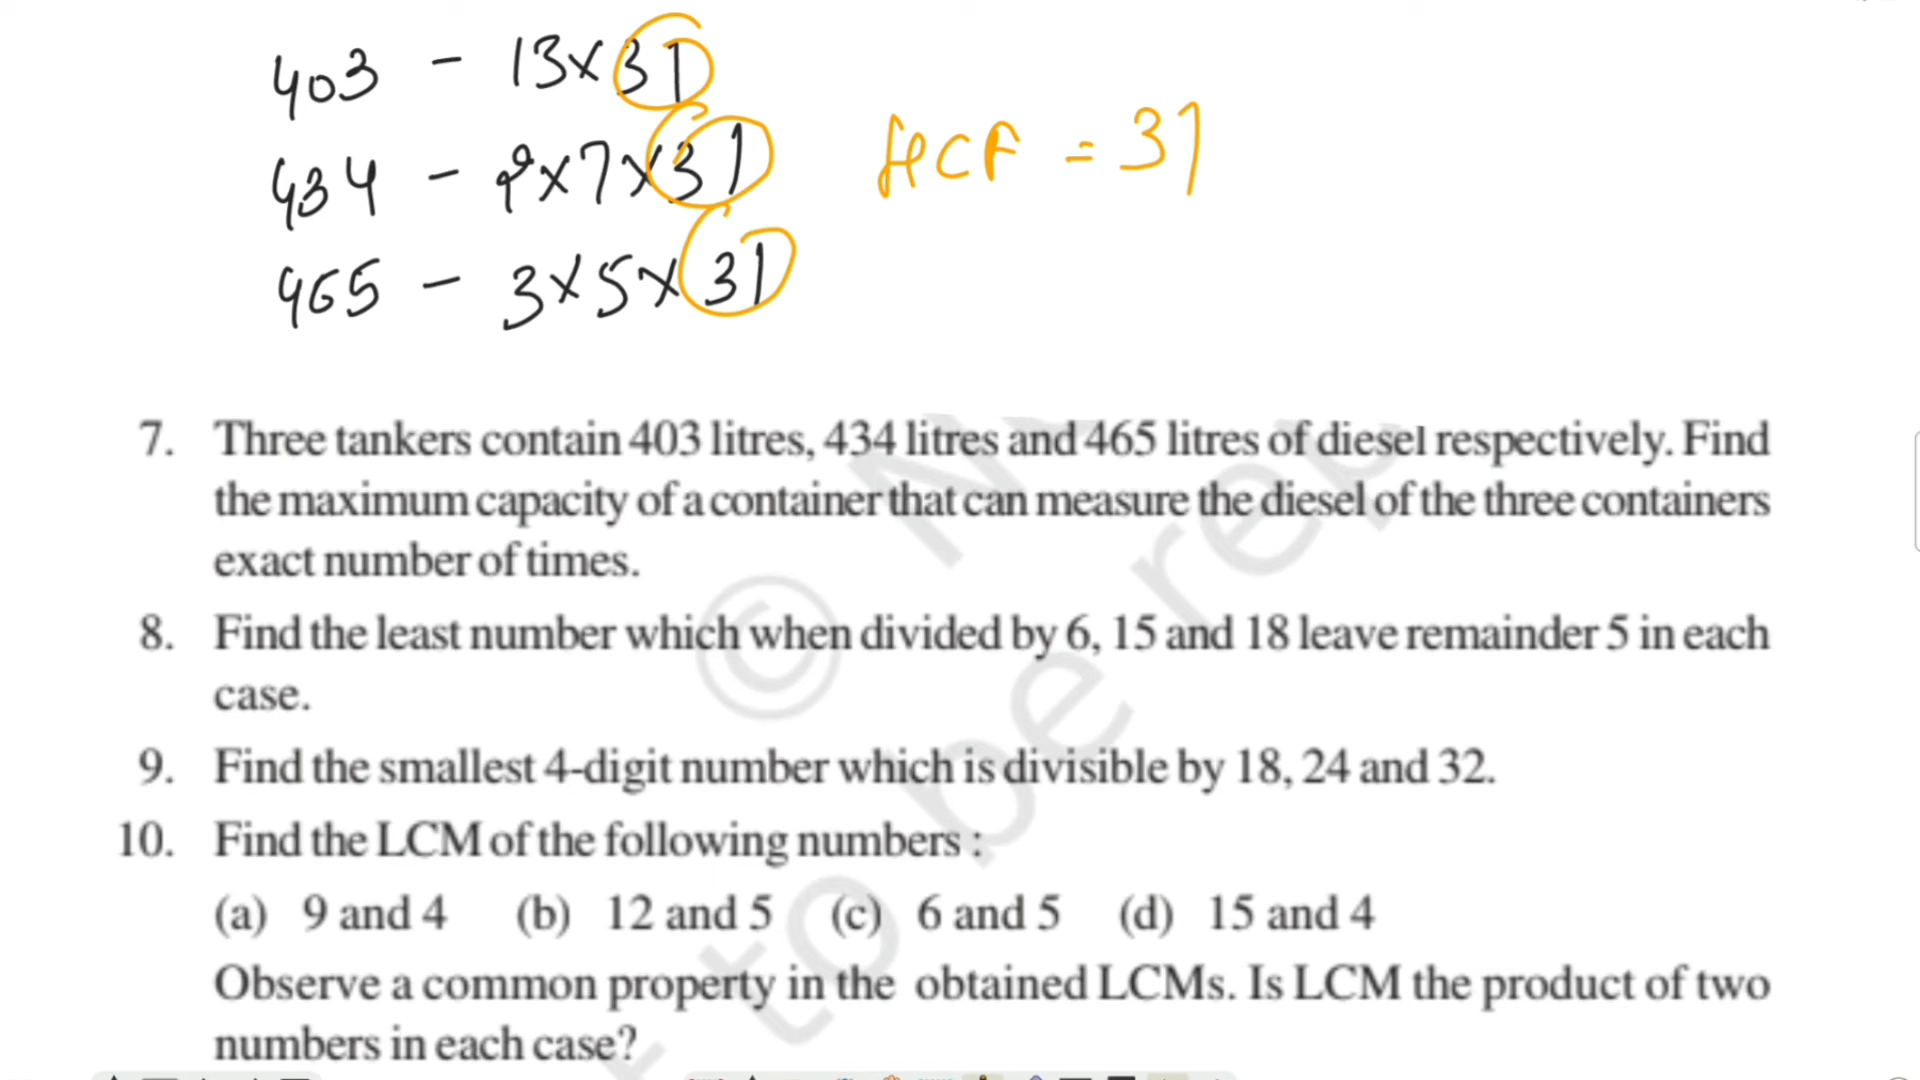 403 - 13×31
434 - 2×7×31
HCF = 31
465 - 3×5×31
7. Three tankers contain 403 litres, 434 litres and 465 litres of diesel respectively. Find
the maximum capacity of a container that can measure the diesel of the three containers
exact number of times.
8. Find the least number which when divided by 6, 15 and 18 leave remainder 5 in each
case.
9. Find the smallest 4-digit number which is divisible by 18, 24 and 32.
10. Find the LCM of the following numbers :
(a) 9 and 4 (b) 12 and 5 (c) 6 and 5 (d) 15 and 4
Observe a common property in the obtained LCMs. Is LCM the product of two
numbers in each case?
© N
to be rep